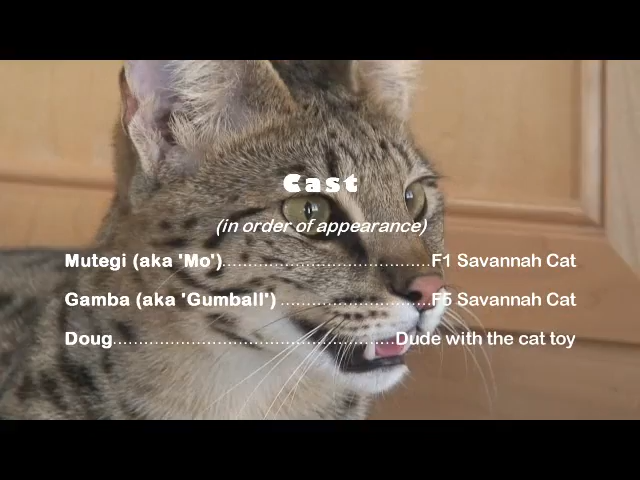 Cast
(in order of appearance)
Mutegi (aka 'Mo')......................................F1 Savannah Cat
Gamba (aka 'Gumball') ...........................F5 Savannah Cat
Doug...................................................Dude with the cat toy